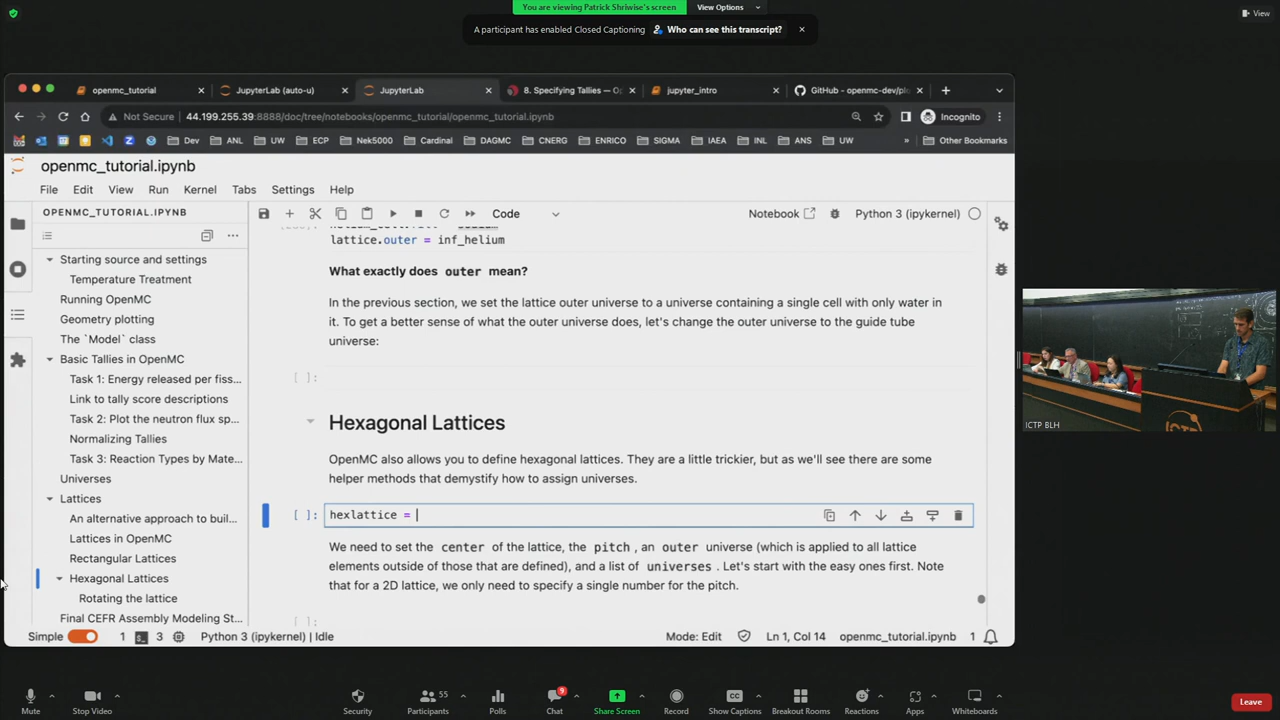 You are viewing Patrick Shriwise's screen
View Options
View
A participant has enabled Closed Captioning
Who can see this transcript?
openmc_tutorial
JupyterLab (auto-u)
JupyterLab
8. Specifying Tallies — O
jupyter_intro
GitHub - openmc-dev/plo
Not Secure
44.199.255.39:8888/doc/tree/notebooks/openmc_tutorial/openmc_tutorial.ipynb
Incognito
Dev
ANL
UW
ECP
Nek5000
Cardinal
DAGMC
CNERG
ENRICO
SIGMA
IAEA
INL
ANS
UW
»
Other Bookmarks
openmc_tutorial.ipynb
File
Edit
View
Run
Kernel
Tabs
Settings
Help
OPENMC_TUTORIAL.IPYNB
Code
Notebook
Python 3 (ipykernel)
Starting source and settings
Temperature Treatment
Running OpenMC
Geometry plotting
The `Model` class
Basic Tallies in OpenMC
Task 1: Energy released per fiss...
Link to tally score descriptions
Task 2: Plot the neutron flux sp...
Normalizing Tallies
Task 3: Reaction Types by Mate...
Universes
Lattices
An alternative approach to buil...
Lattices in OpenMC
Rectangular Lattices
Hexagonal Lattices
Rotating the lattice
Final CEFR Assembly Modeling St...
lattice.outer = inf_helium
What exactly does outer mean?
In the previous section, we set the lattice outer universe to a universe containing a single cell with only water in
it. To get a better sense of what the outer universe does, let's change the outer universe to the guide tube
universe:
[ ]:
Hexagonal Lattices
OpenMC also allows you to define hexagonal lattices. They are a little trickier, but as we'll see there are some
helper methods that demystify how to assign universes.
[ ]: hexlattice =
We need to set the center of the lattice, the pitch , an outer universe (which is applied to all lattice
elements outside of those that are defined), and a list of universes . Let's start with the easy ones first. Note
that for a 2D lattice, we only need to specify a single number for the pitch.
[ ]:
Simple
1
3
Python 3 (ipykernel) | Idle
Mode: Edit
Ln 1, Col 14
openmc_tutorial.ipynb
1
ICTP BLH
ICTP
Mute
Stop Video
Security
55
Participants
Polls
9
Chat
Share Screen
Record
CC
Show Captions
Breakout Rooms
Reactions
Apps
Whiteboards
Leave